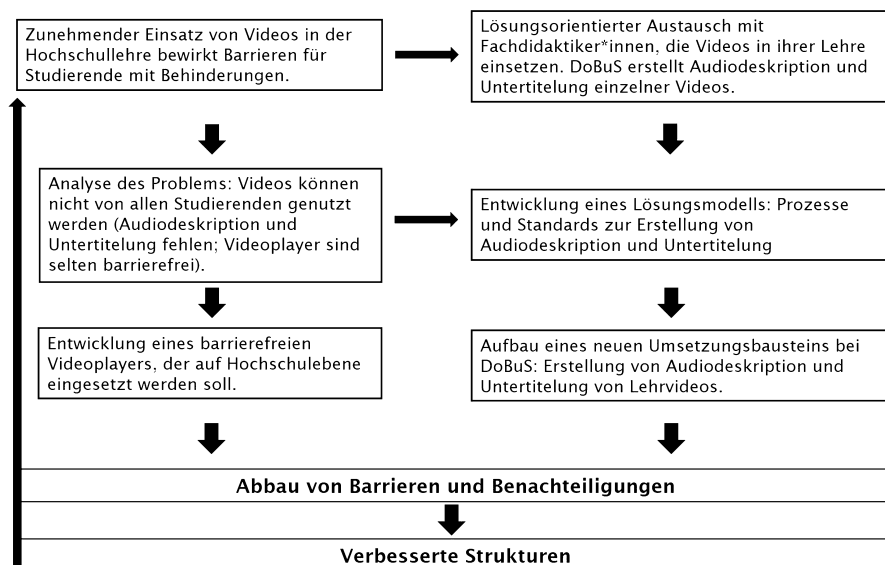 Zunehmender Einsatz von Videos in der
Hochschullehre bewirkt Barrieren für
Studierende mit Behinderungen.
Lösungsorientierter Austausch mit
Fachdidaktiker*innen, die Videos in ihrer Lehre
einsetzen. DoBuS erstellt Audiodeskription und
Untertitelung einzelner Videos.
Analyse des Problems: Videos können
nicht von allen Studierenden genutzt
werden (Audiodeskription und
Untertitelung fehlen; Videoplayer sind
selten barrierefrei).
Entwicklung eines Lösungsmodells: Prozesse
und Standards zur Erstellung von
Audiodeskription und Untertitelung
Entwicklung eines barrierefreien
Videoplayers, der auf Hochschulebene
eingesetzt werden soll.
Aufbau eines neuen Umsetzungsbausteins bei
DoBuS: Erstellung von Audiodeskription und
Untertitelung von Lehrvideos.
Abbau von Barrieren und Benachteiligungen
Verbesserte Strukturen